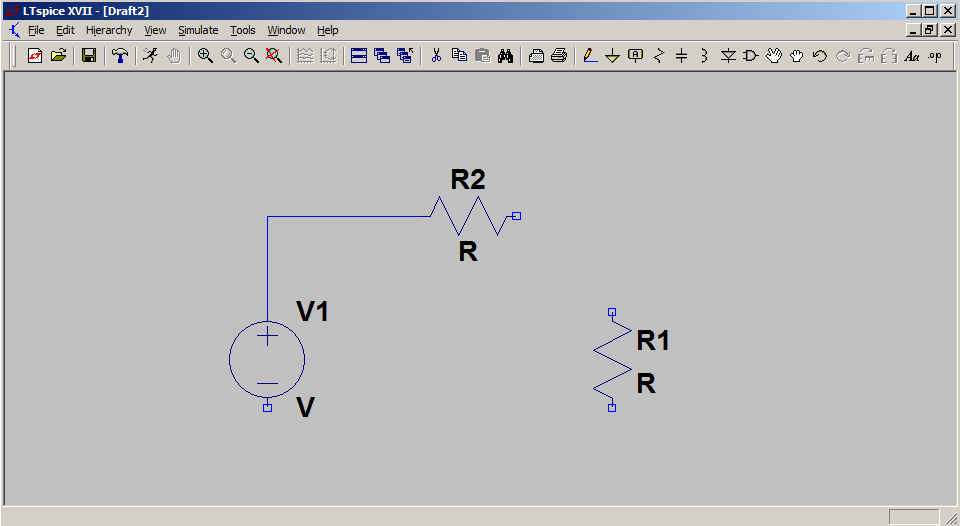 LTspice XVII - [Draft2]
File Edit Hierarchy View Simulate Tools Window Help
A Aa .op
R2
R
V1
V
R1
R